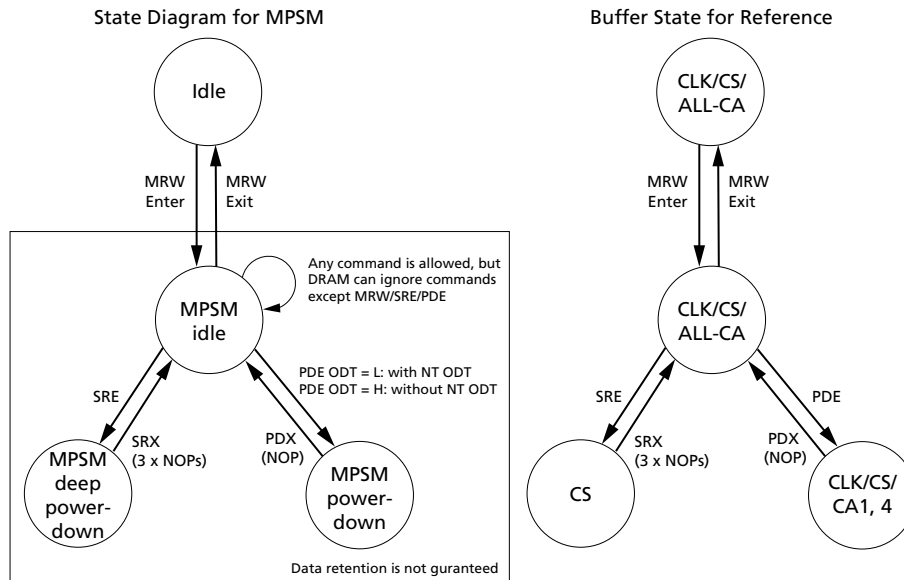 State Diagram for MPSM
Idle
MRW
Enter
MRW
Exit
Any command is allowed, but
DRAM can ignore commands
except MRW/SRE/PDE
MPSM
idle
PDE ODT = L: with NT ODT
PDE ODT = H: without NT ODT
SRE
SRX
(3 x NOPs)
PDX
(NOP)
MPSM
deep
power-
down
MPSM
power-
down
Data retention is not guranteed
Buffer State for Reference
CLK/CS/
ALL-CA
MRW
Enter
MRW
Exit
CLK/CS/
ALL-CA
SRE
PDE
SRX
(3 x NOPs)
PDX
(NOP)
CS
CLK/CS/
CA1, 4